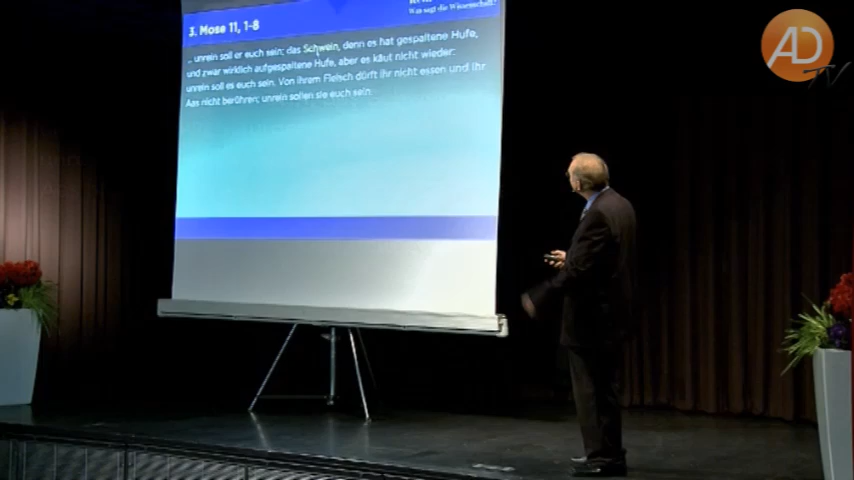 Was sagt die Wissenschaft?
3. Mose 11, 1-8
.. unrein soll er euch sein; das Schwein, denn es hat gespaltene Hufe,
und zwar wirklich aufgespaltene Hufe, aber es käut nicht wieder:
unrein soll es euch sein. Von ihrem Fleisch dürft ihr nicht essen und ihr
Aas nicht berühren; unrein sollen sie euch sein.
AD
TV